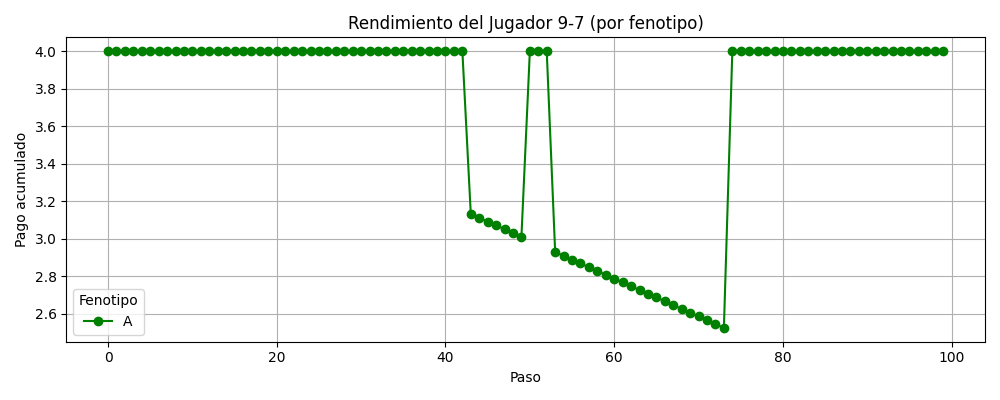 Rendimiento del Jugador 9-7 (por fenotipo)
Pago acumulado
4.0
3.8
3.6
3.4
3.2
3.0
2.8
2.6
Fenotipo
A
0 20 40 60 80 100
Paso